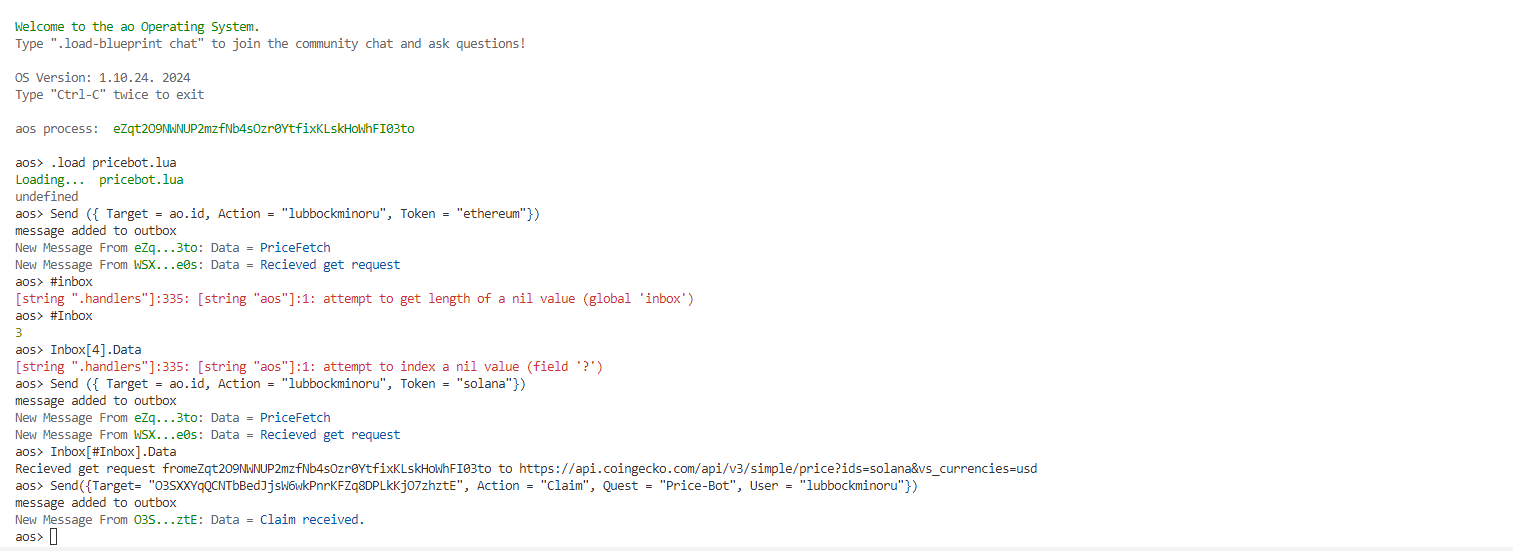 Welcome to the ao Operating System.
Type ".load-blueprint chat" to join the community chat and ask questions!
OS Version: 1.10.24. 2024
Type "Ctrl-C" twice to exit
aos process:  eZqt2O9NWNUP2mzfNb4sOzr0YtfixKLskHoWhFI03to
aos> .load pricebot.lua
Loading...  pricebot.lua
undefined
aos> Send ({ Target = ao.id, Action = "lubbockminoru", Token = "ethereum"})
message added to outbox
New Message From eZq...3to: Data = PriceFetch
New Message From WSX...e0s: Data = Recieved get request
aos> #inbox
[string ".handlers"]:335: [string "aos"]:1: attempt to get length of a nil value (global 'inbox')
aos> #Inbox
3
aos> Inbox[4].Data
[string ".handlers"]:335: [string "aos"]:1: attempt to index a nil value (field '?')
aos> Send ({ Target = ao.id, Action = "lubbockminoru", Token = "solana"})
message added to outbox
New Message From eZq...3to: Data = PriceFetch
New Message From WSX...e0s: Data = Recieved get request
aos> Inbox[#Inbox].Data
Recieved get request fromeZqt2O9NWNUP2mzfNb4sOzr0YtfixKLskHoWhFI03to to https://api.coingecko.com/api/v3/simple/price?ids=solana&vs_currencies=usd
aos> Send({Target= "O3SXXYqQCNTbBedJjsW6wkPnrKFZq8DPLkKjO7zhztE", Action = "Claim", Quest = "Price-Bot", User = "lubbockminoru"})
message added to outbox
New Message From O3S...ztE: Data = Claim received.
aos>